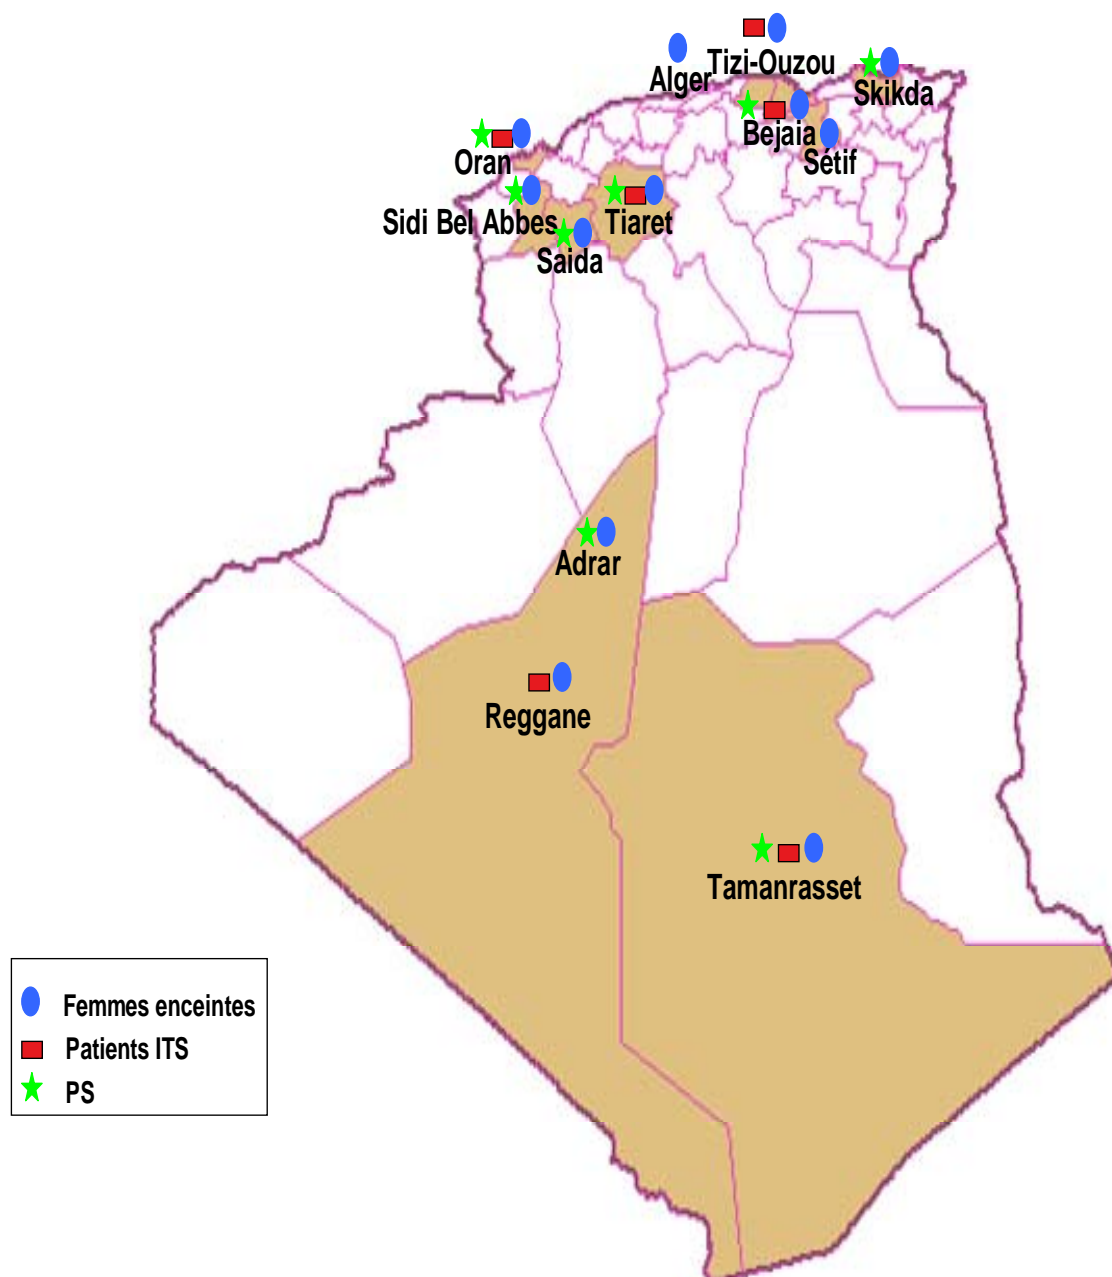 Tizi-Ouzou
Alger
Skikda
Bejaia
Oran
Sétif
Sidi Bel Abbes
Tiaret
Saida
Adrar
Reggane
Tamanrasset
Femmes enceintes
Patients ITS
PS